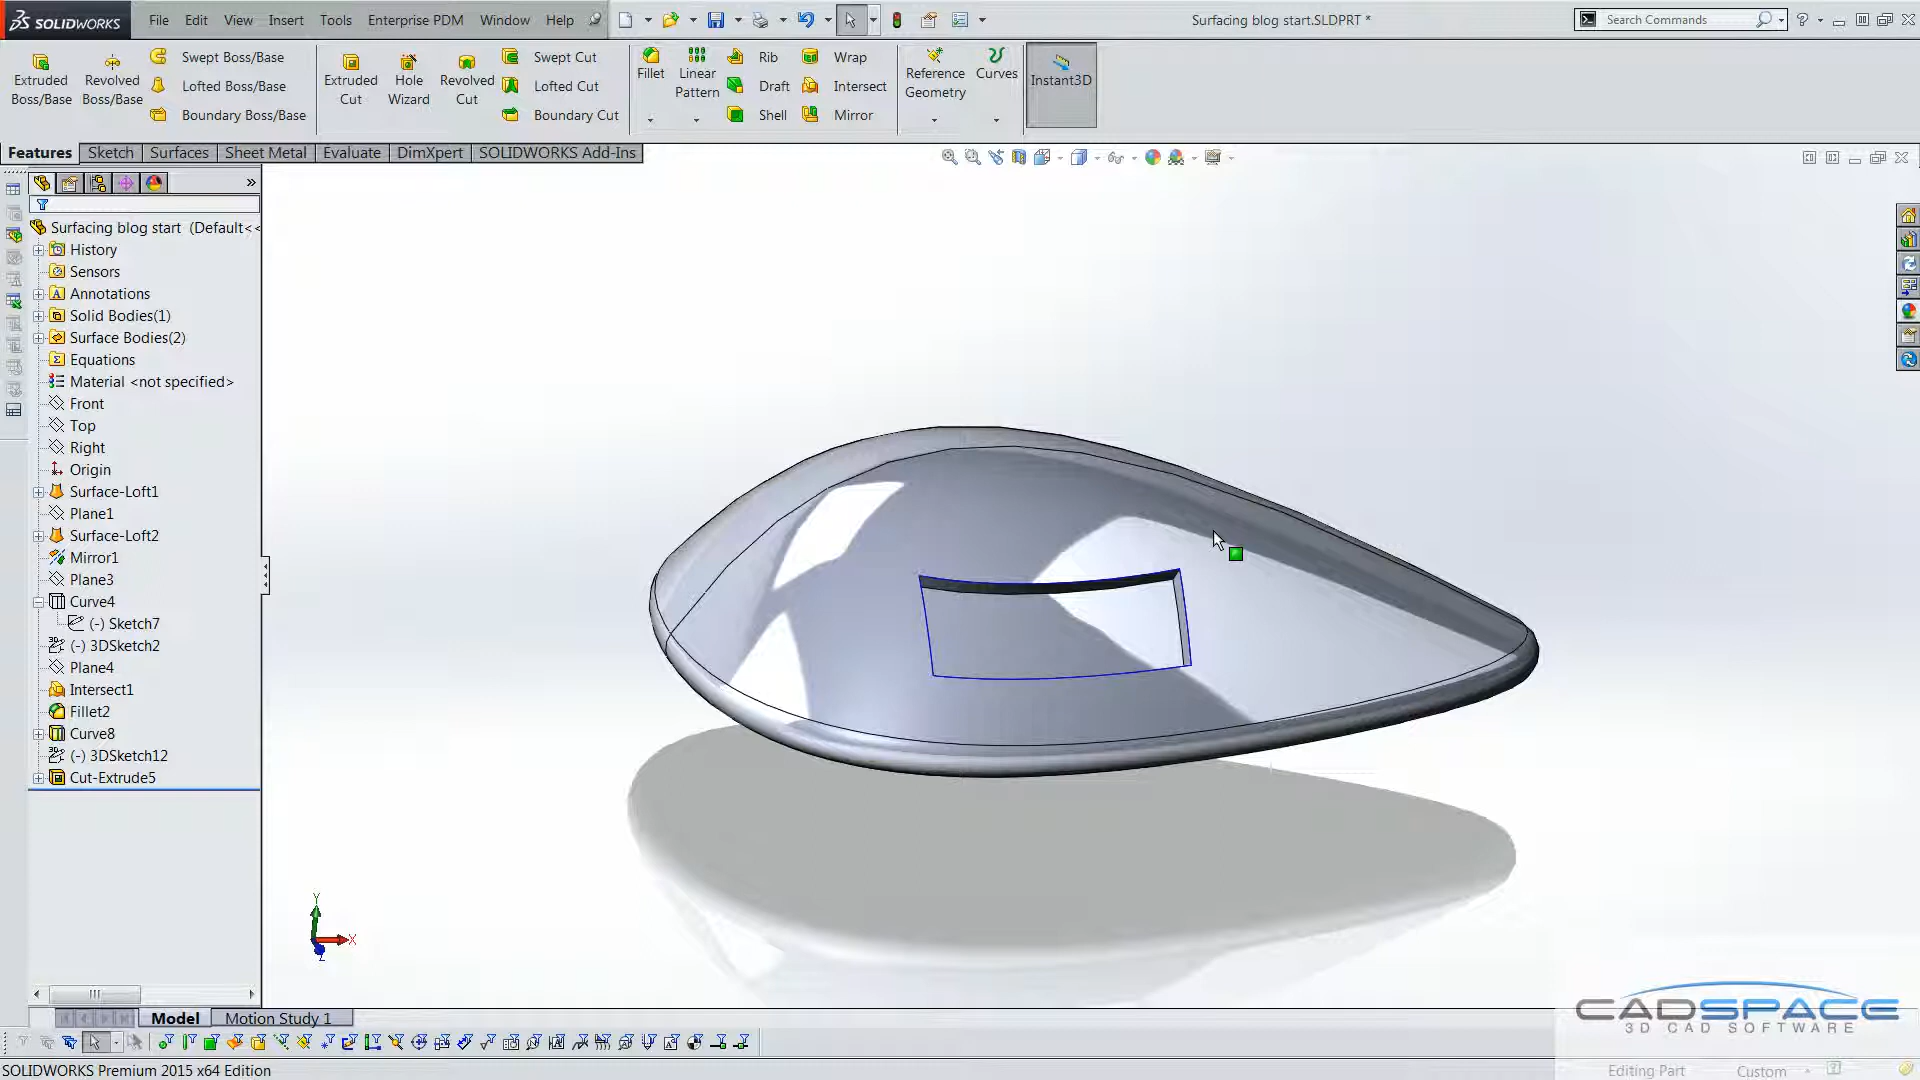 SOLIDWORKS File Edit View Insert Tools Enterprise PDM Window Help Surfacing blog start.SLDPRT * Search Commands
Extruded Boss/Base
Revolved Boss/Base
Swept Boss/Base
Lofted Boss/Base
Boundary Boss/Base
Extruded Cut
Hole Wizard
Revolved Cut
Swept Cut
Lofted Cut
Boundary Cut
Fillet
Linear Pattern
Rib
Draft
Shell
Wrap
Intersect
Mirror
Reference Geometry
Curves
Instant3D
Features Sketch Surfaces Sheet Metal Evaluate DimXpert SOLIDWORKS Add-Ins
Surfacing blog start (Default<<
History
Sensors
Annotations
Solid Bodies(1)
Surface Bodies(2)
Equations
Material <not specified>
Front
Top
Right
Origin
Surface-Loft1
Plane1
Surface-Loft2
Mirror1
Plane3
Curve4
(-) Sketch7
(-) 3DSketch2
Plane4
Intersect1
Fillet2
Curve8
(-) 3DSketch12
Cut-Extrude5
Y
X
Z
Model Motion Study 1
CADSPACE
3D CAD SOFTWARE
SOLIDWORKS Premium 2015 x64 Edition Editing Part Custom